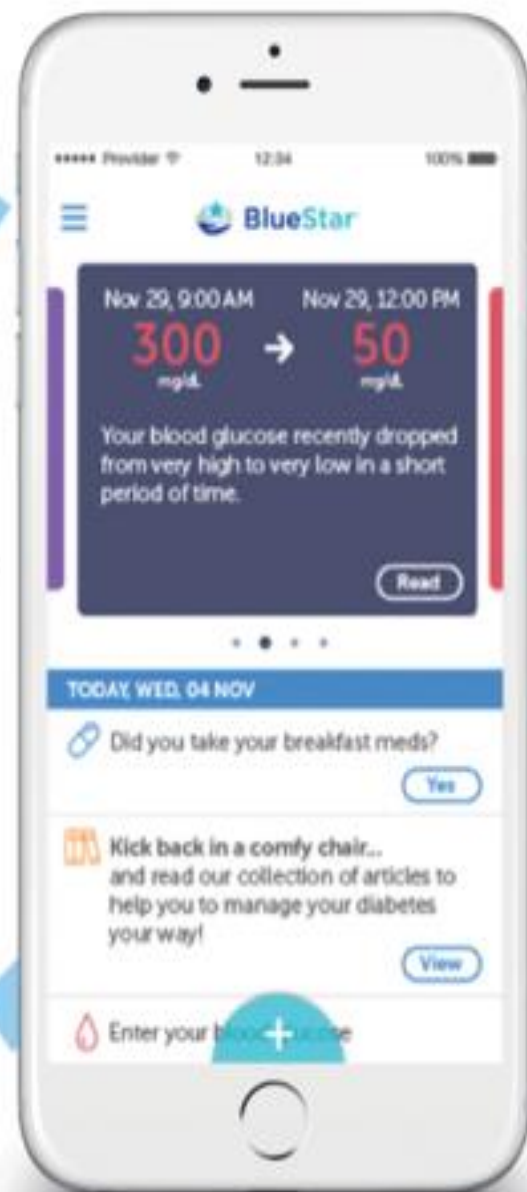 Provider 12:34 100%
BlueStar
Nov 29, 9:00 AM Nov 29, 12:00 PM
300 → 50
mg/dL mg/dL
Your blood glucose recently dropped
from very high to very low in a short
period of time.
Read
TODAY, WED, 04 NOV
Did you take your breakfast meds?
Yes
Kick back in a comfy chair...
and read our collection of articles to
help you to manage your diabetes
your way!
View
Enter your blood glucose
+